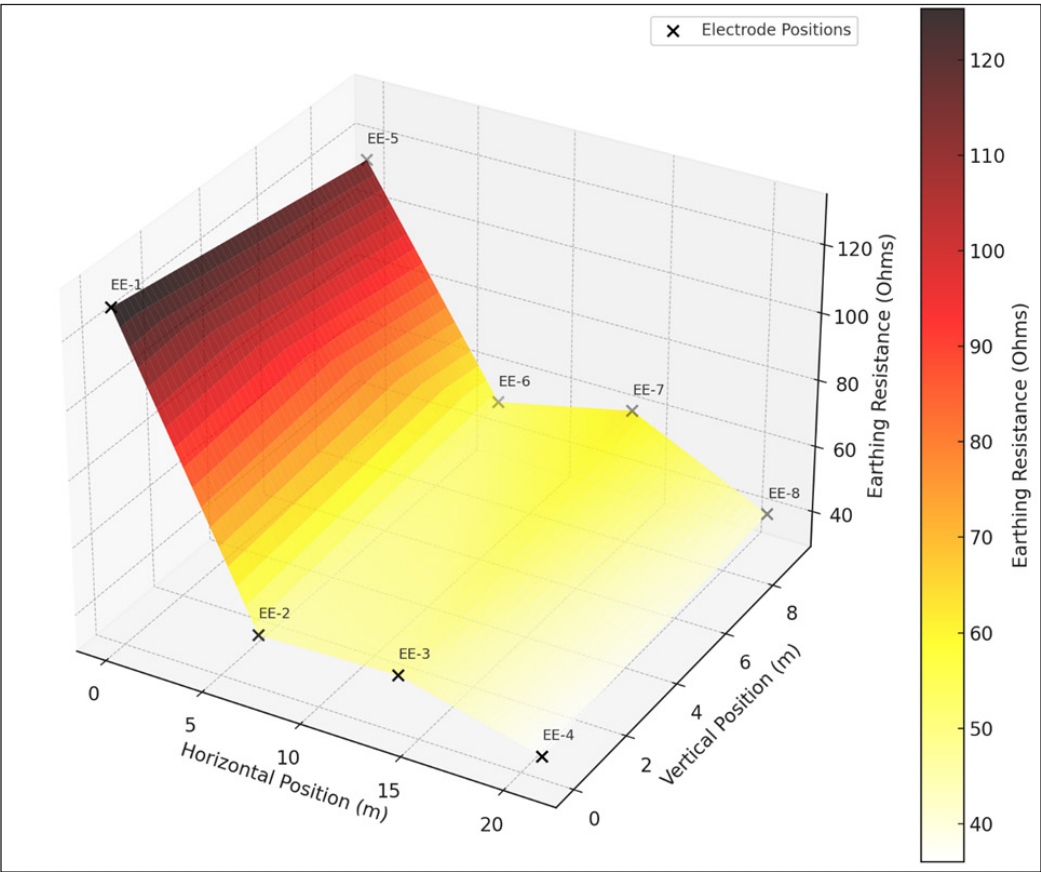 Electrode Positions
EE-1
EE-2
EE-3
EE-4
EE-5
EE-6
EE-7
EE-8
0
5
10
15
20
Horizontal Position (m)
0
2
4
6
8
Vertical Position (m)
40
60
80
100
120
Earthing Resistance (Ohms)
120
110
100
90
80
70
60
50
40
Earthing Resistance (Ohms)